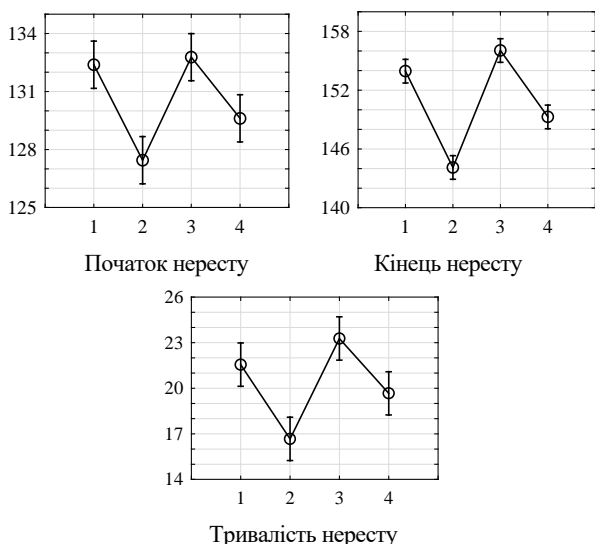 134
131
128
125
1 2 3 4
Початок нересту
158
152
146
140
1 2 3 4
Кінець нересту
26
23
20
17
14
1 2 3 4
Тривалість нересту